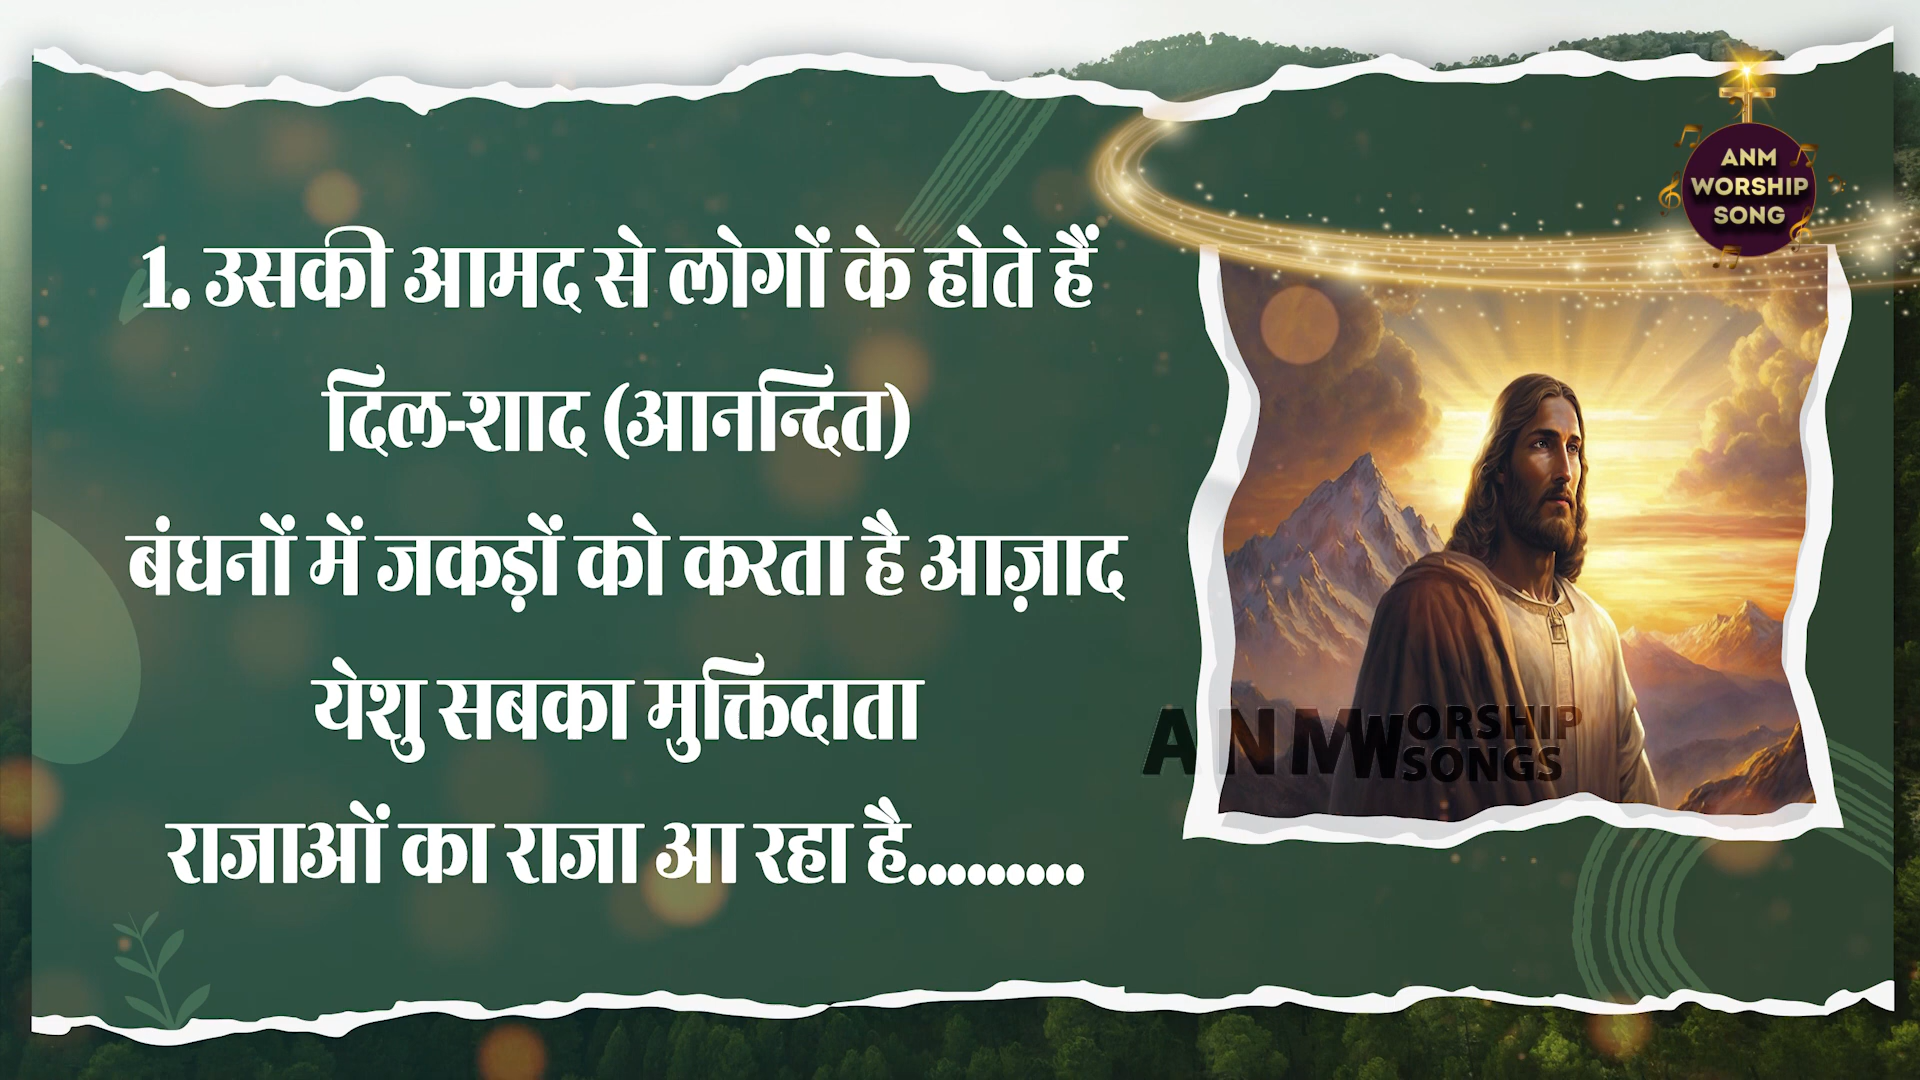 1. उसकी आमद से लोगों के होते हैं
दिल-शाद (आनन्दित)
बंधनों में जकड़ों को करता है आज़ाद
येशु सबका मुक्तिदाता
राजाओं का राजा आ रहा है.........
ANM
WORSHIP
SONG
ANM WORSHIP
SONGS